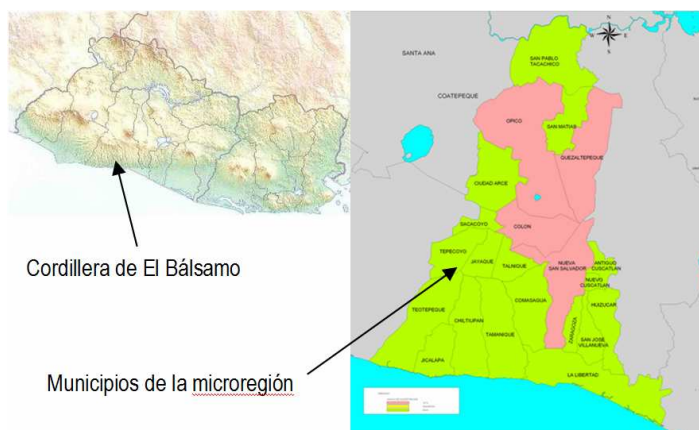 Cordillera de El Bálsamo
Municipios de la microregión
N
E
S
SANTA ANA
COATEPEQUE
SAN PABLO
TACACHICO
OPICO
SAN MATIAS
QUEZALTEPEQUE
CIUDAD ARCE
COLON
SACACOYO
TEPECOYO
JAYAQUE
TALNIQUE
NUEVA
SAN SALVADOR
ANTIGUO
CUSCATLAN
NUEVO
CUSCATLAN
HUIZUCAR
TEOTEPEQUE
COMASAGUA
CHILTIUPAN
TAMANIQUE
ZARAGOZA
SAN JOSÉ
VILLANUEVA
JICALAPA
LA LIBERTAD